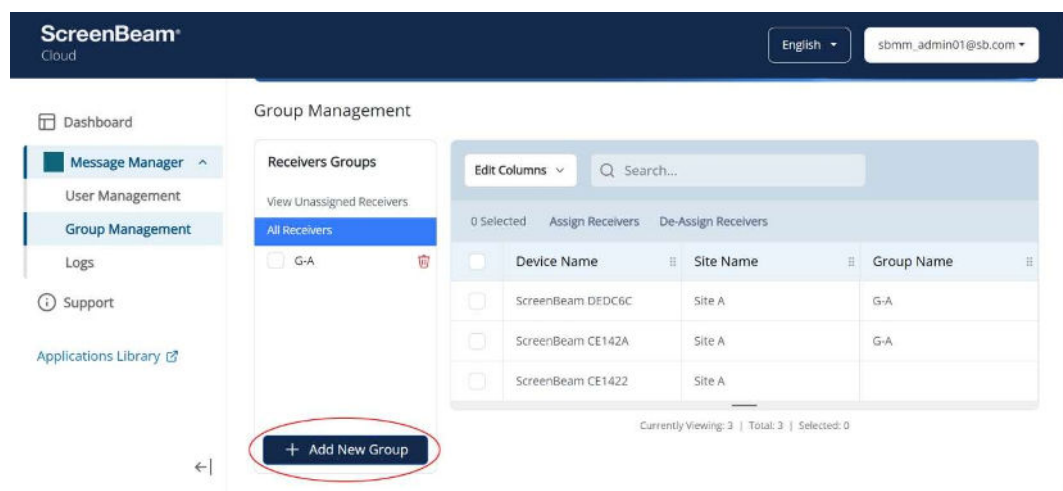 ScreenBeam
Cloud
English
sbmm_admin01@sb.com
Dashboard
Message Manager
User Management
Group Management
Logs
Support
Applications Library
Group Management
Receivers Groups
View Unassigned Receivers
All Receivers
G-A
+ Add New Group
Edit Columns
Search...
0 Selected Assign Receivers De-Assign Receivers
Device Name Site Name Group Name
ScreenBeam DEDC6C Site A G-A
ScreenBeam CE142A Site A G-A
ScreenBeam CE1422 Site A
Currently Viewing: 3 | Total: 3 | Selected: 0